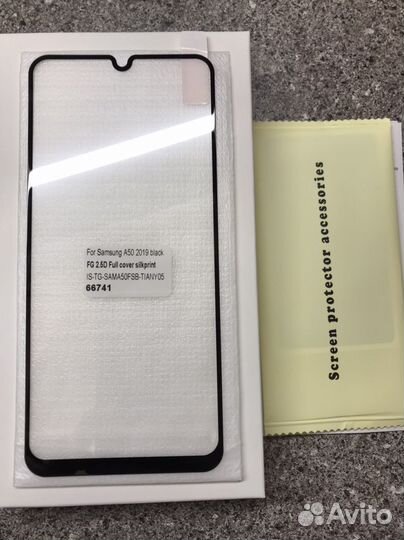 For Samsung A50 2019 black
FG 2.5D Full cover silkprint
IS-TG-SAMA50FSB-TIANY05
66741
Screen protector accessories
Avito